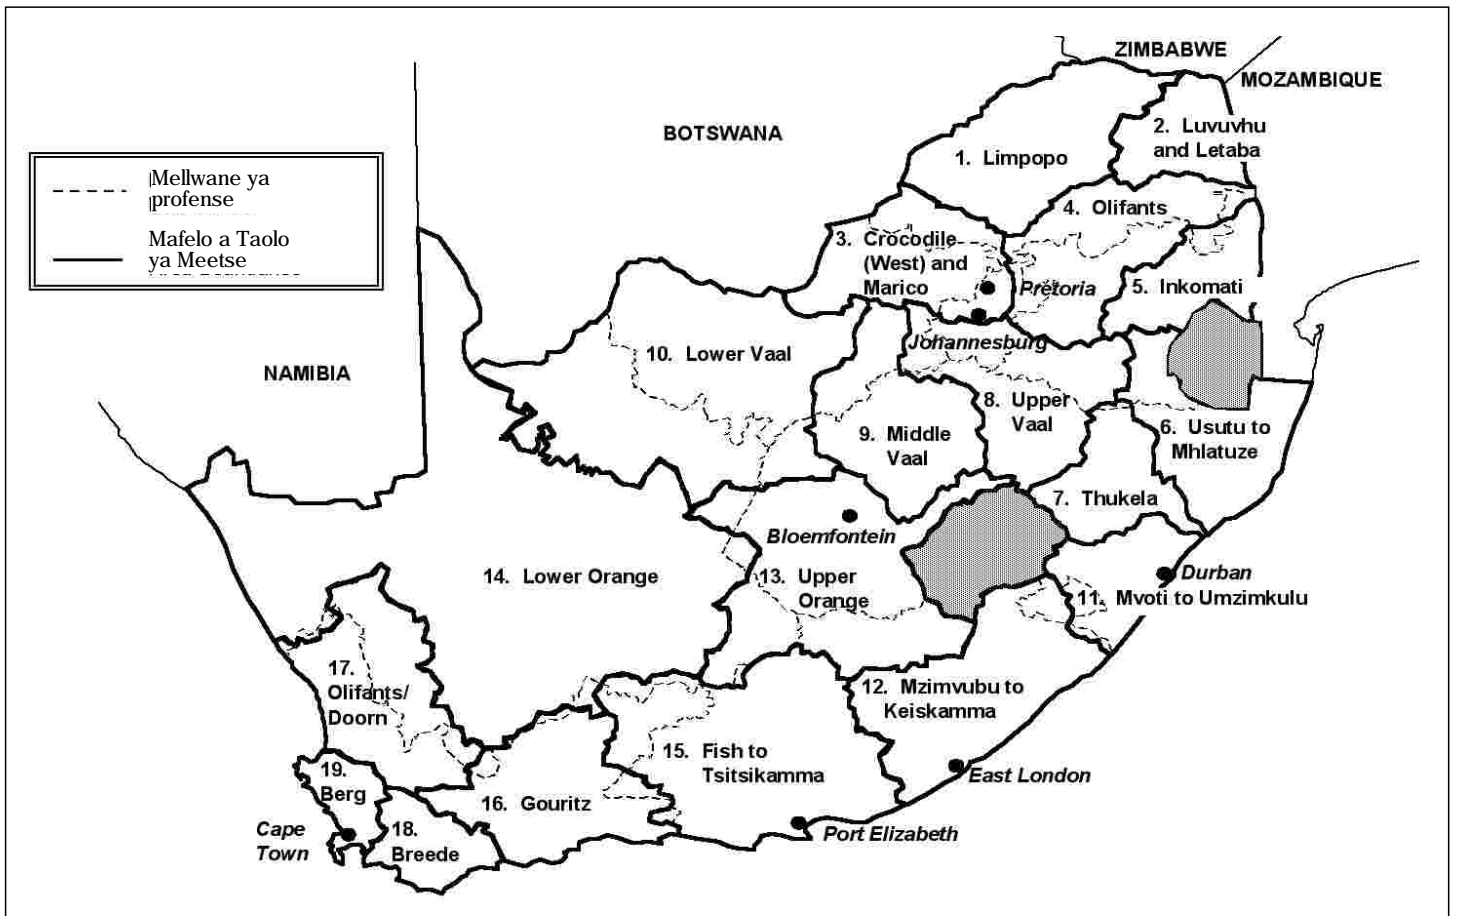 ZIMBABWE
MOZAMBIQUE
BOTSWANA
NAMIBIA
Mellwane ya
profense
Mafelo a Taolo
ya Meetse
1. Limpopo
2. Luvuvhu
and Letaba
3. Crocodile
(West) and
Marico
4. Olifants
5. Inkomati
Pretoria
Johannesburg
6. Usutu to
Mhlatuze
7. Thukela
8. Upper
Vaal
9. Middle
Vaal
10. Lower Vaal
Bloemfontein
Durban
11. Mvoti to Umzimkulu
12. Mzimvubu to
Keiskamma
13. Upper
Orange
14. Lower Orange
15. Fish to
Tsitsikamma
16. Gouritz
17.
Olifants/
Doorn
18.
Breede
19.
Berg
Cape
Town
East London
Port Elizabeth